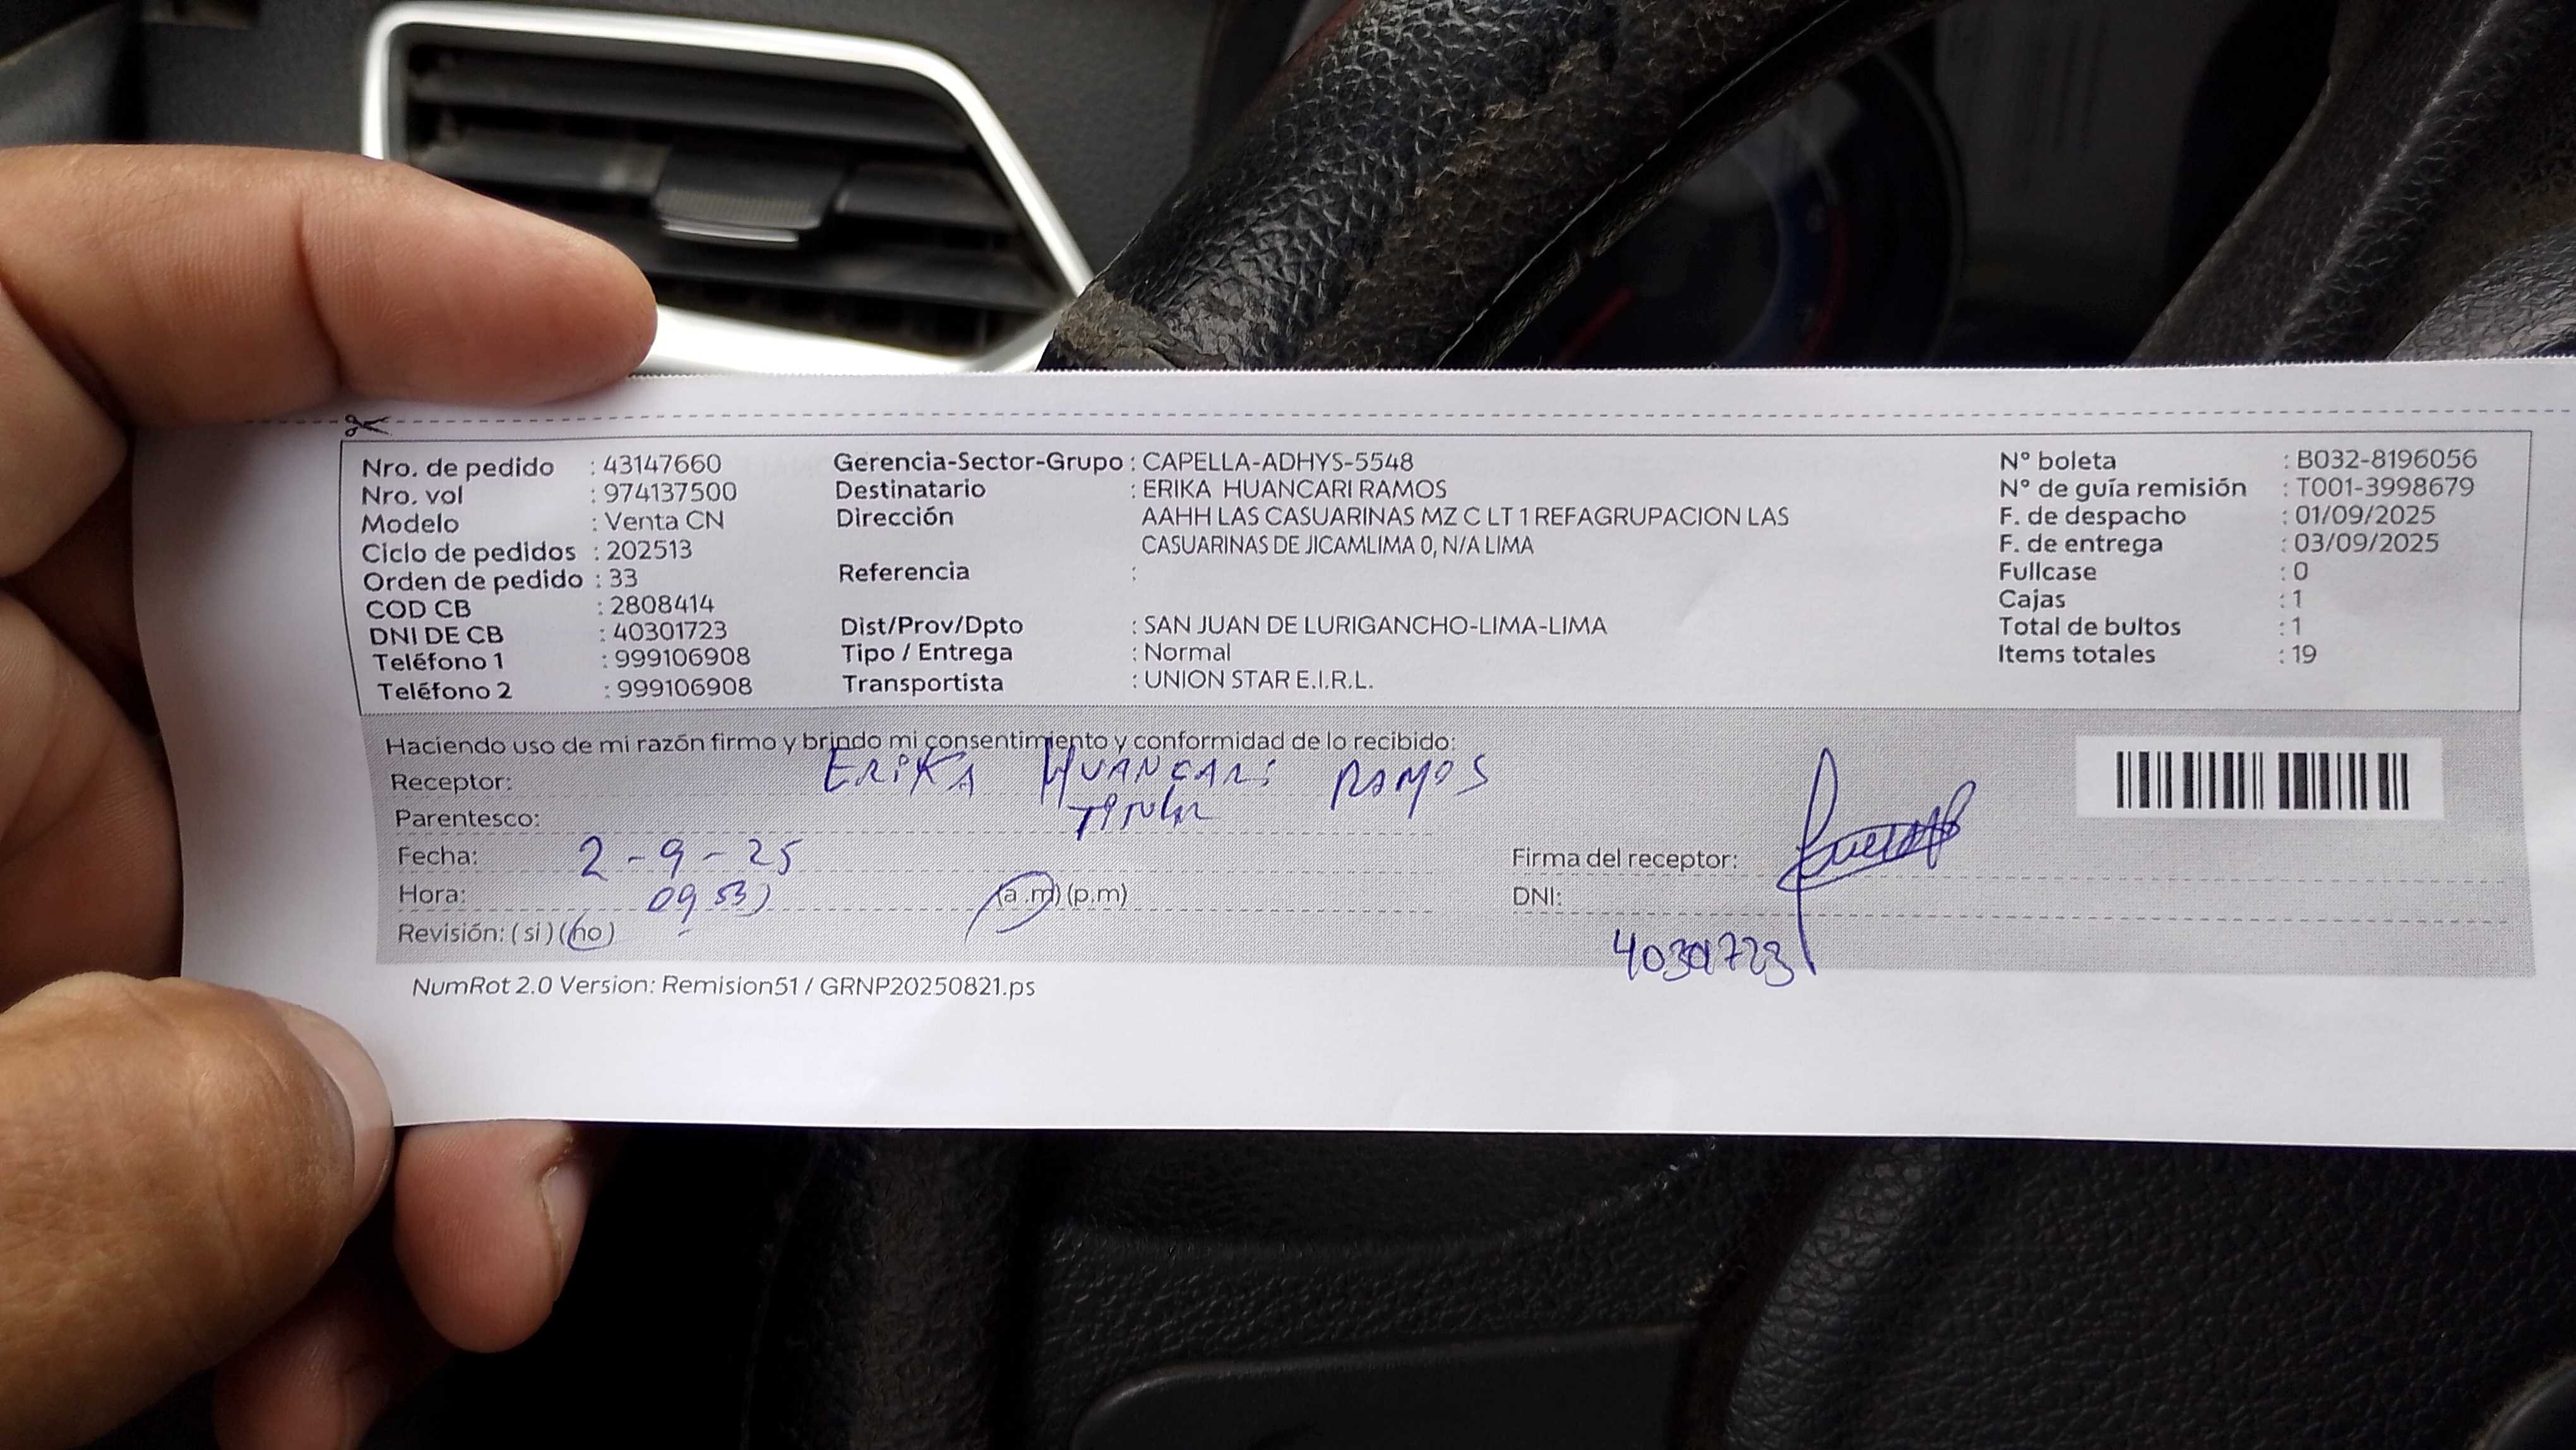 Nro. de pedido : 43147660
Nro. vol : 974137500
Modelo : Venta CN
Ciclo de pedidos : 202513
Orden de pedido : 33
COD CB : 2808414
DNI DE CB : 40301723
Teléfono 1 : 999106908
Teléfono 2 : 999106908
Gerencia-Sector-Grupo : CAPELLA-ADHYS-5548
Destinatario : ERIKA HUANCARI RAMOS
Dirección AAHH LAS CASUARINAS MZ C LT 1 REFAGRUPACION LAS
CASUARINAS DE JICAMLIMA 0, N/A LIMA
Referencia :
Dist/Prov/Dpto : SAN JUAN DE LURIGANCHO-LIMA-LIMA
Tipo / Entrega : Normal
Transportista : UNION STAR E.I.R.L.
N° boleta : B032-8196056
N° de guía remisión : T001-3998679
F. de despacho : 01/09/2025
F. de entrega : 03/09/2025
Fullcase : 0
Cajas : 1
Total de bultos : 1
Items totales : 19
Haciendo uso de mi razón firmo y brindo mi consentimiento y conformidad de lo recibido:
Receptor: ERIKA HUANCARI RAMOS
Parentesco: Titular
Fecha: 2-9-25
Hora: 09 53 (a.m) (p.m)
Revisión: (si) (no)
Firma del receptor:
DNI: 40301723
NumRot 2.0 Version: Remision51 / GRNP20250821.ps